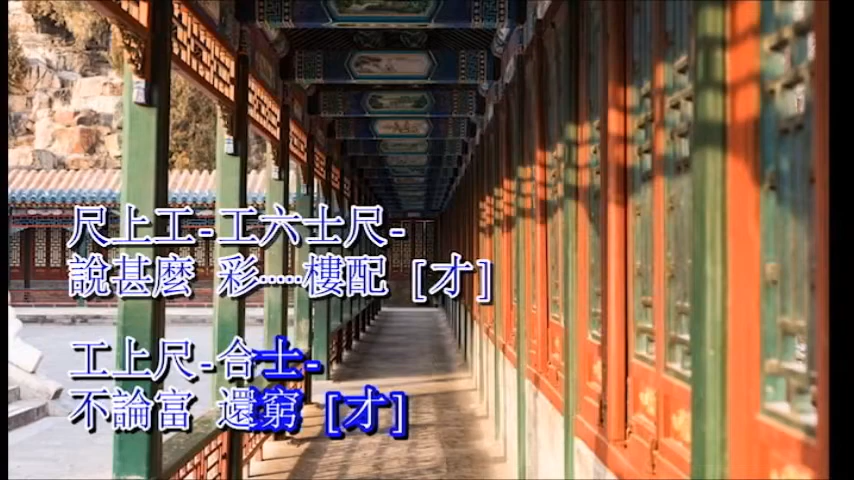 尺上工-工六士尺-
說甚麼 彩.....樓配 [才]
工上尺-合士-
不論富 還窮 [才]